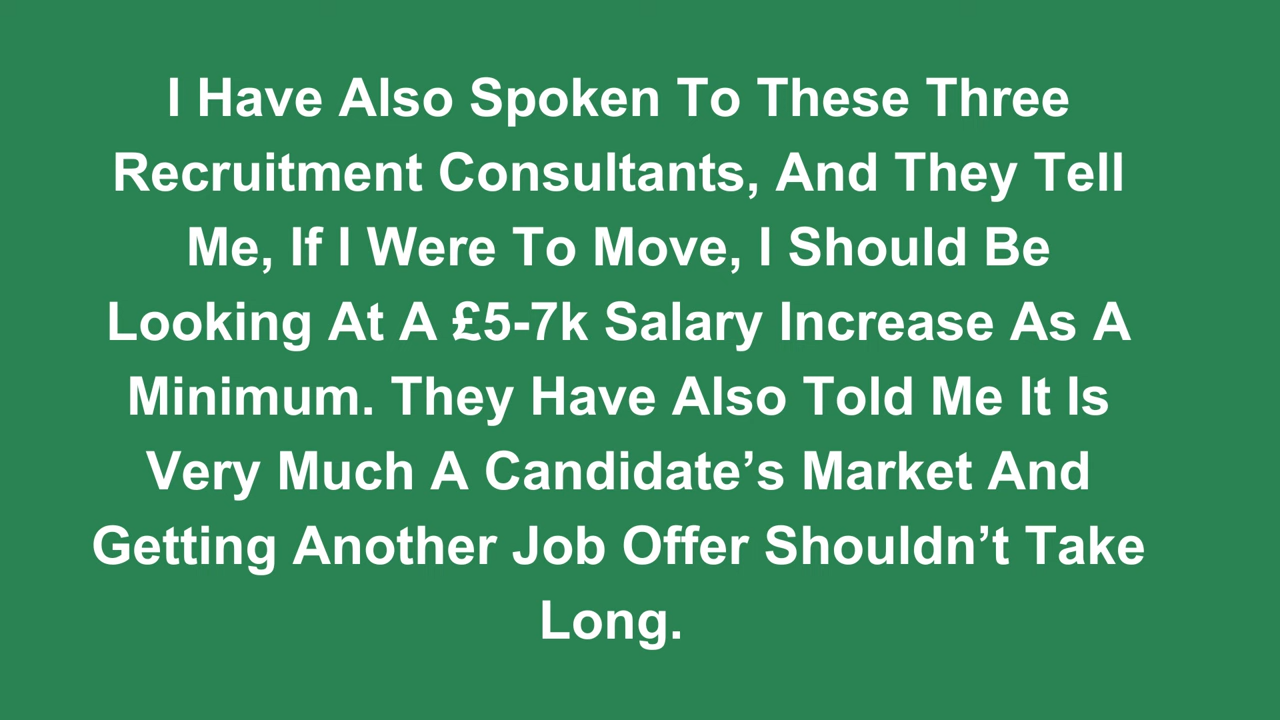 I Have Also Spoken To These Three
Recruitment Consultants, And They Tell
Me, If I Were To Move, I Should Be
Looking At A £5-7k Salary Increase As A
Minimum. They Have Also Told Me It Is
Very Much A Candidate’s Market And
Getting Another Job Offer Shouldn’t Take
Long.